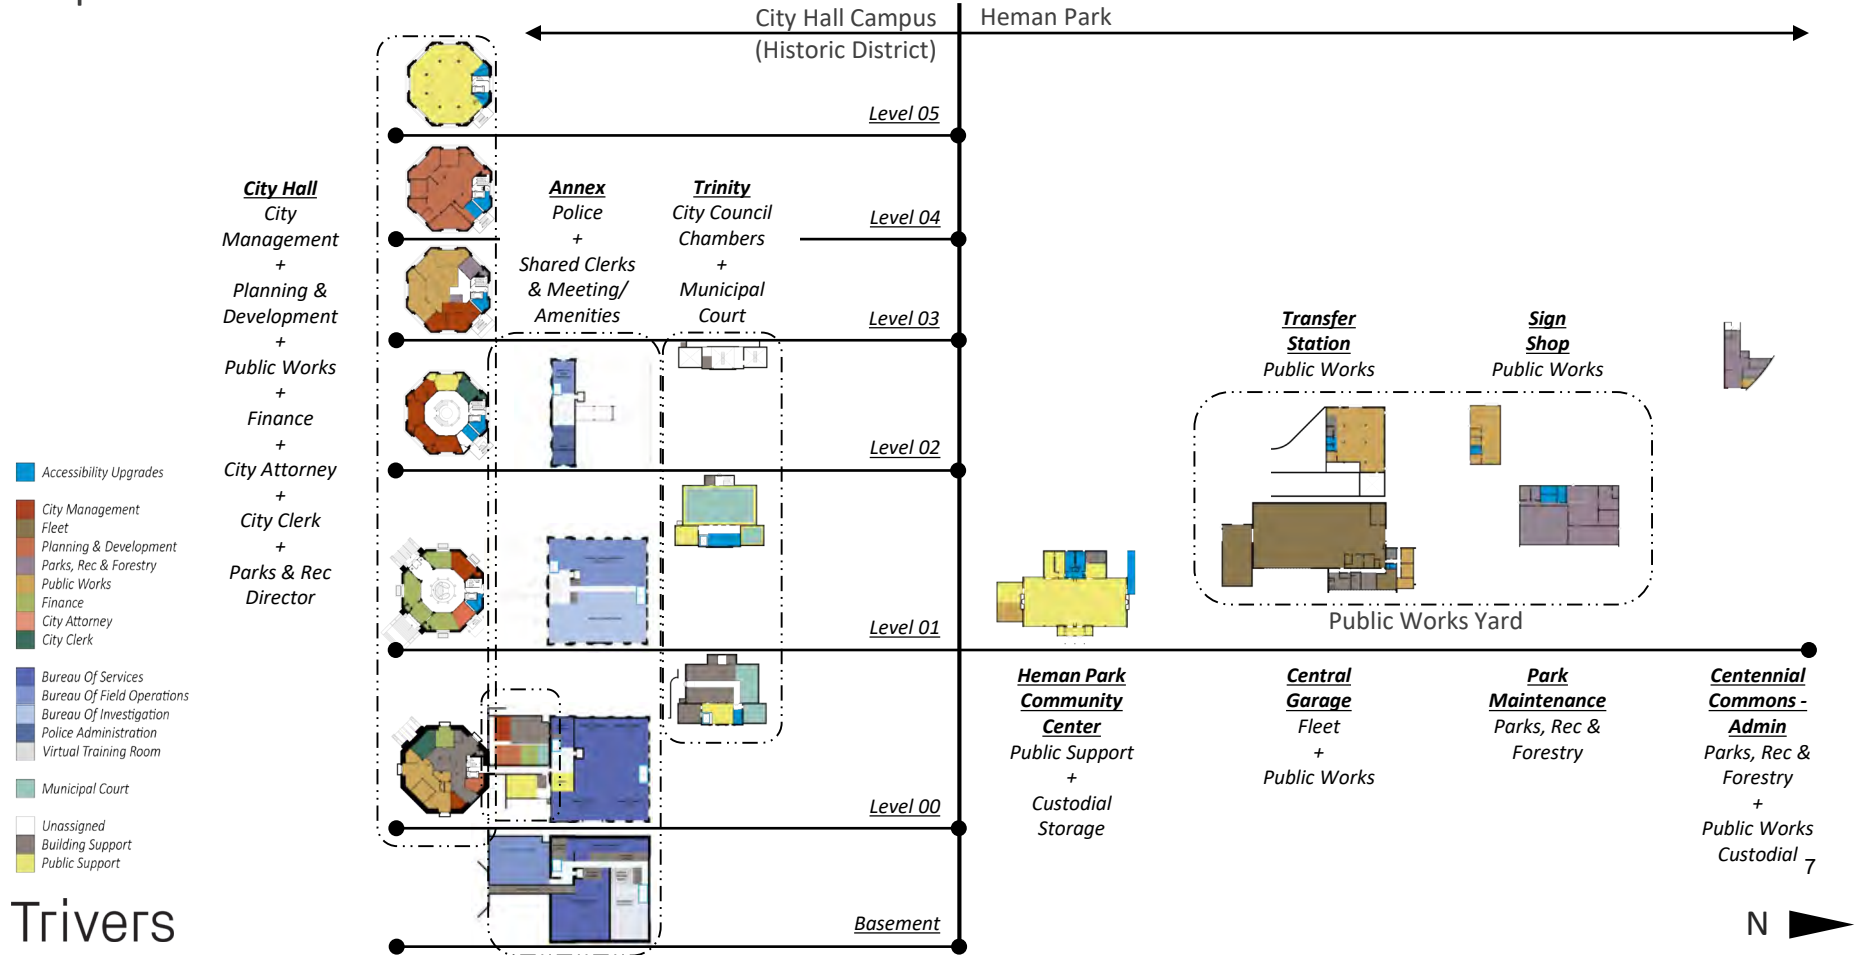 City Hall Campus
(Historic District)
Heman Park
Level 05
Level 04
Level 03
Level 02
Level 01
Level 00
Basement
City Hall
City
Management
+
Planning &
Development
+
Public Works
+
Finance
+
City Attorney
+
City Clerk
+
Parks & Rec
Director
Annex
Police
+
Shared Clerks
& Meeting/
Amenities
Trinity
City Council
Chambers
+
Municipal
Court
Transfer
Station
Public Works
Sign
Shop
Public Works
Public Works Yard
Heman Park
Community
Center
Public Support
+
Custodial
Storage
Central
Garage
Fleet
+
Public Works
Park
Maintenance
Parks, Rec &
Forestry
Centennial
Commons -
Admin
Parks, Rec &
Forestry
+
Public Works
Custodial
7
Accessibility Upgrades
City Management
Fleet
Planning & Development
Parks, Rec & Forestry
Public Works
Finance
City Attorney
City Clerk
Bureau Of Services
Bureau Of Field Operations
Bureau Of Investigation
Police Administration
Virtual Training Room
Municipal Court
Unassigned
Building Support
Public Support
Trivers
N